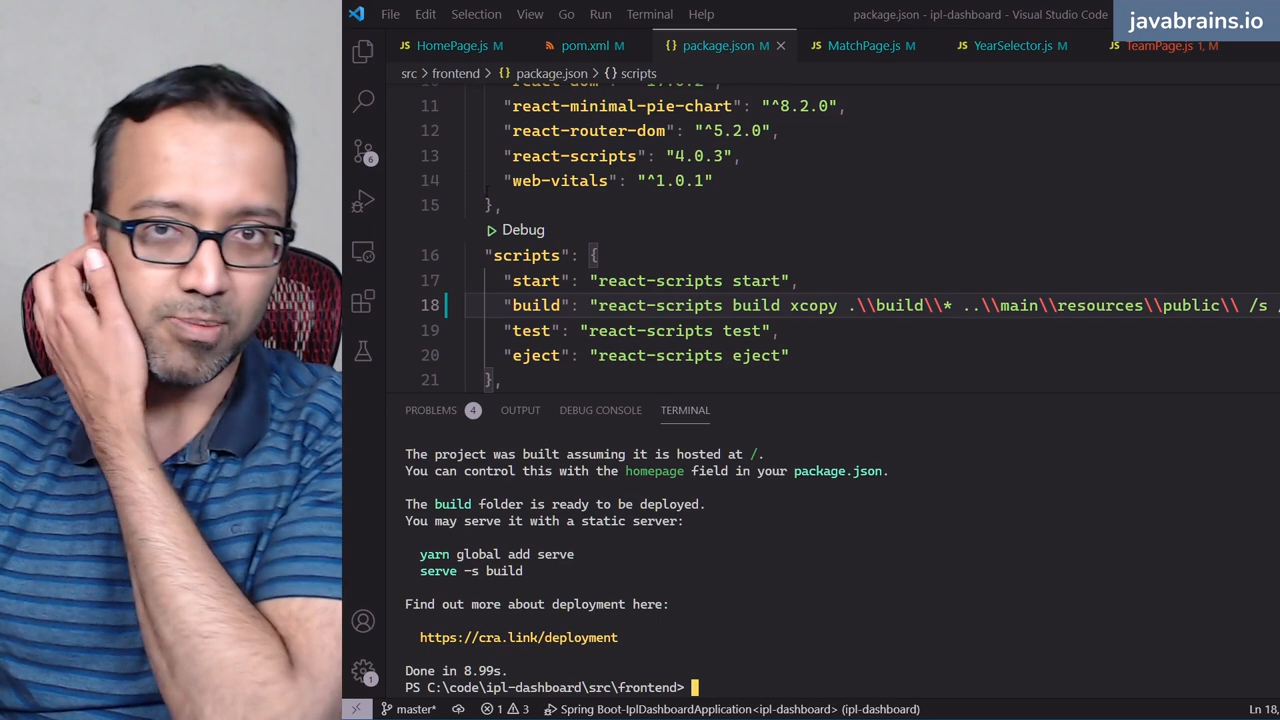 File Edit Selection View Go Run Terminal Help
package.json - ipl-dashboard - Visual Studio Code
javabrains.io
JS HomePage.js M
pom.xml M
{} package.json M
JS MatchPage.js M
JS YearSelector.js M
JS TeamPage.js 1, M
src > frontend > {} package.json > {} scripts
11 "react-minimal-pie-chart": "^8.2.0",
12 "react-router-dom": "^5.2.0",
13 "react-scripts": "4.0.3",
14 "web-vitals": "^1.0.1"
15 },
Debug
16 "scripts": {
17 "start": "react-scripts start",
18 "build": "react-scripts build xcopy .\\build\\* ..\\main\\resources\\public\\ /s /
19 "test": "react-scripts test",
20 "eject": "react-scripts eject"
21 },
PROBLEMS 4 OUTPUT DEBUG CONSOLE TERMINAL
The project was built assuming it is hosted at /.
You can control this with the homepage field in your package.json.
The build folder is ready to be deployed.
You may serve it with a static server:
yarn global add serve
serve -s build
Find out more about deployment here:
https://cra.link/deployment
Done in 8.99s.
PS C:\code\ipl-dashboard\src\frontend>
6
1
master* 1 3 Spring Boot-IplDashboardApplication<ipl-dashboard> (ipl-dashboard) Ln 18,